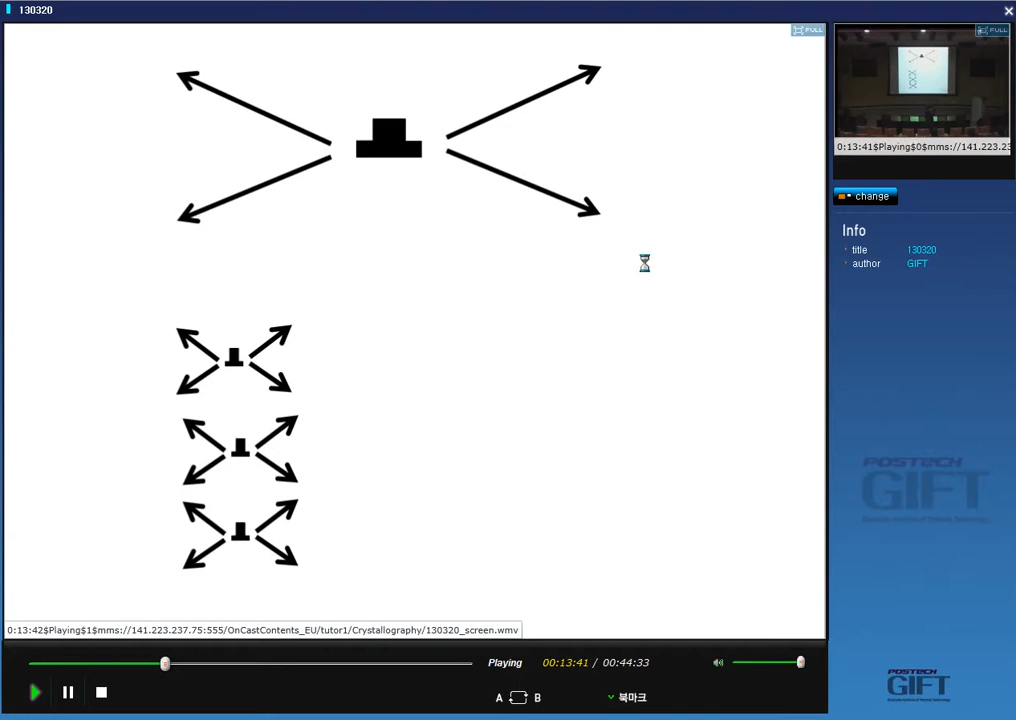 130320
FULL
FULL
0:13:41$Playing$0$mms://141.223.23
change
Info
title 130320
author GIFT
POSTECH
GIFT
0:13:42$Playing$1$mms://141.223.237.75:555/OnCastContents_EU/tutor1/Crystallography/130320_screen.wmv
Playing 00:13:41 / 00:44:33
A B 북마크
POSTECH
GIFT